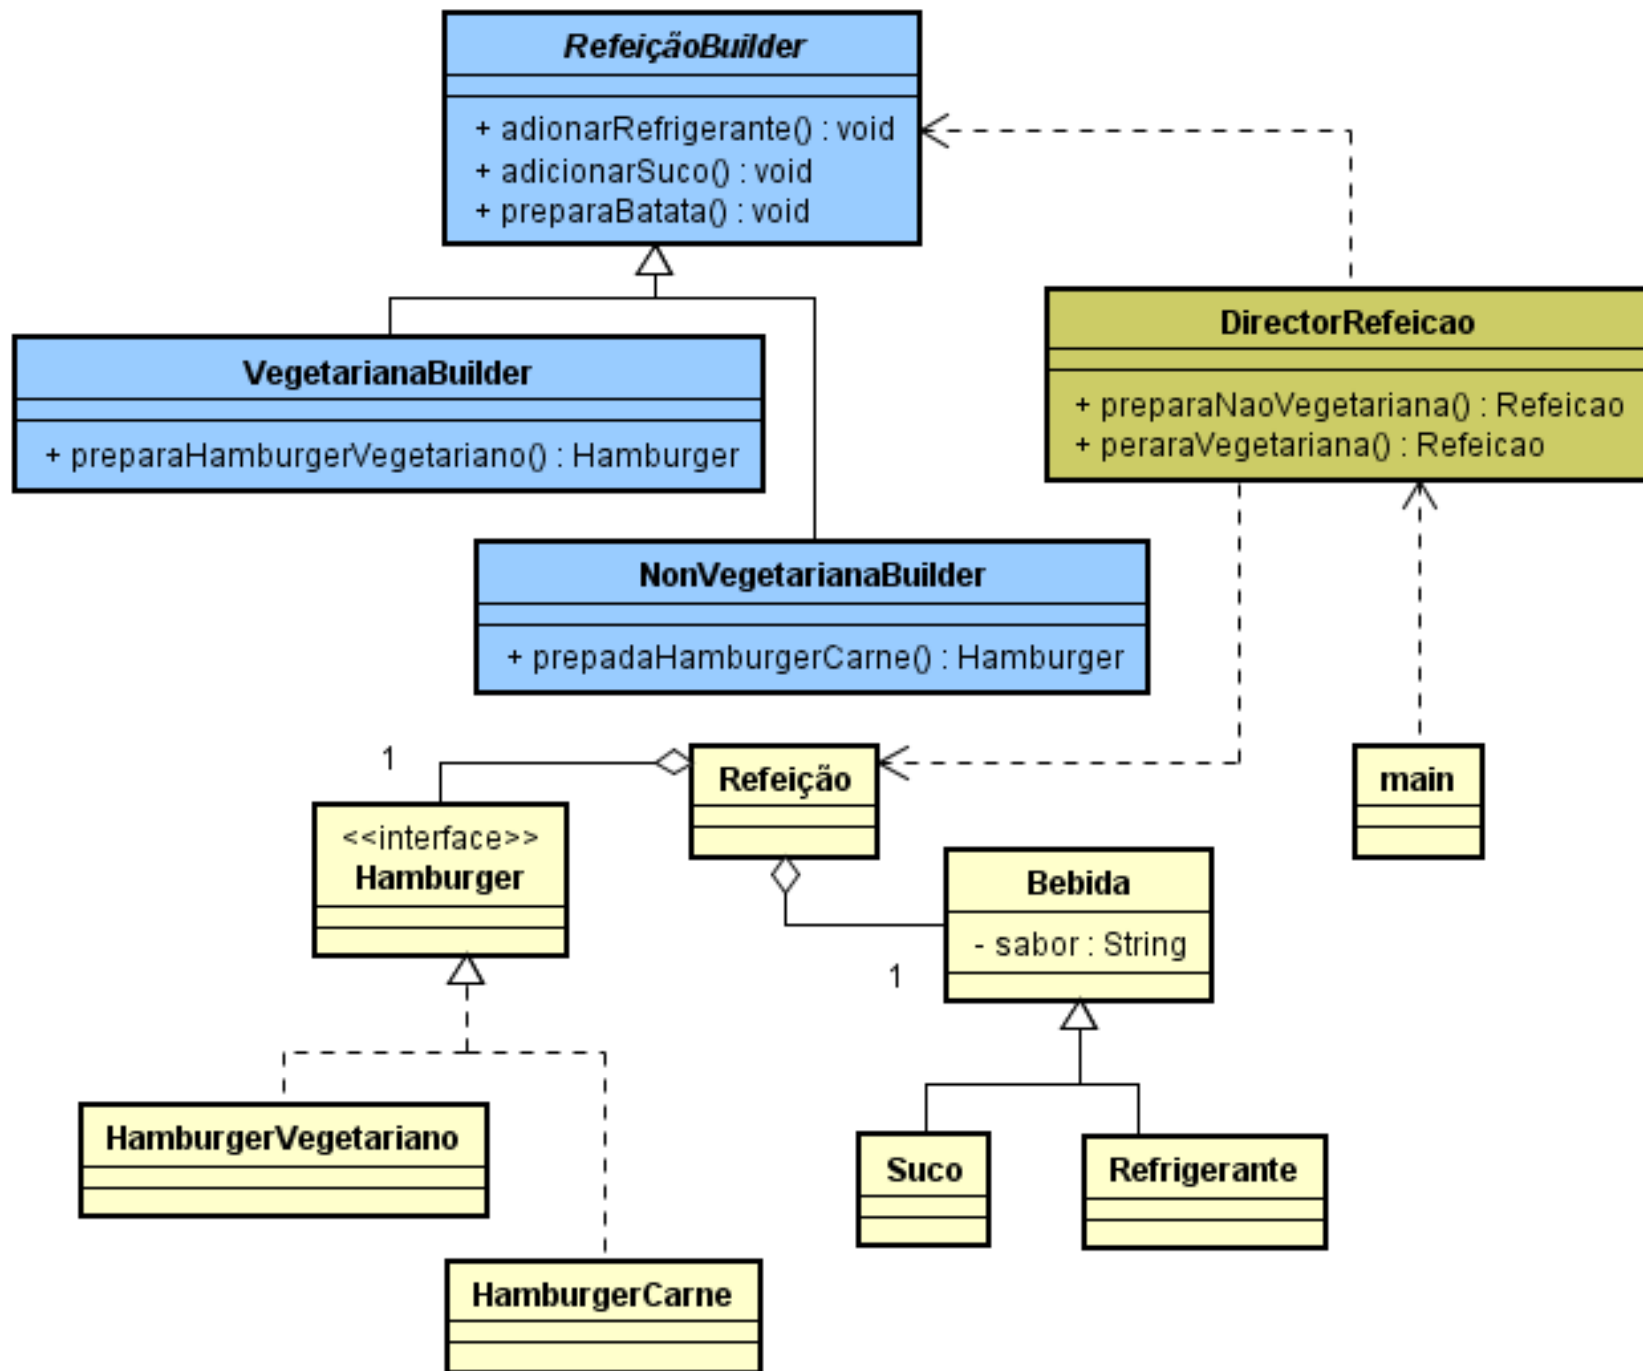 RefeiçãoBuilder
+ adionarRefrigerante() : void
+ adicionarSuco() : void
+ preparaBatata() : void
DirectorRefeicao
+ preparaNaoVegetariana() : Refeicao
+ peraraVegetariana() : Refeicao
VegetarianaBuilder
+ preparaHamburgerVegetariano() : Hamburger
NonVegetarianaBuilder
+ prepadaHamburgerCarne() : Hamburger
1
Refeição
main
<<interface>>
Hamburger
Bebida
- sabor : String
1
HamburgerVegetariano
Suco
Refrigerante
HamburgerCarne